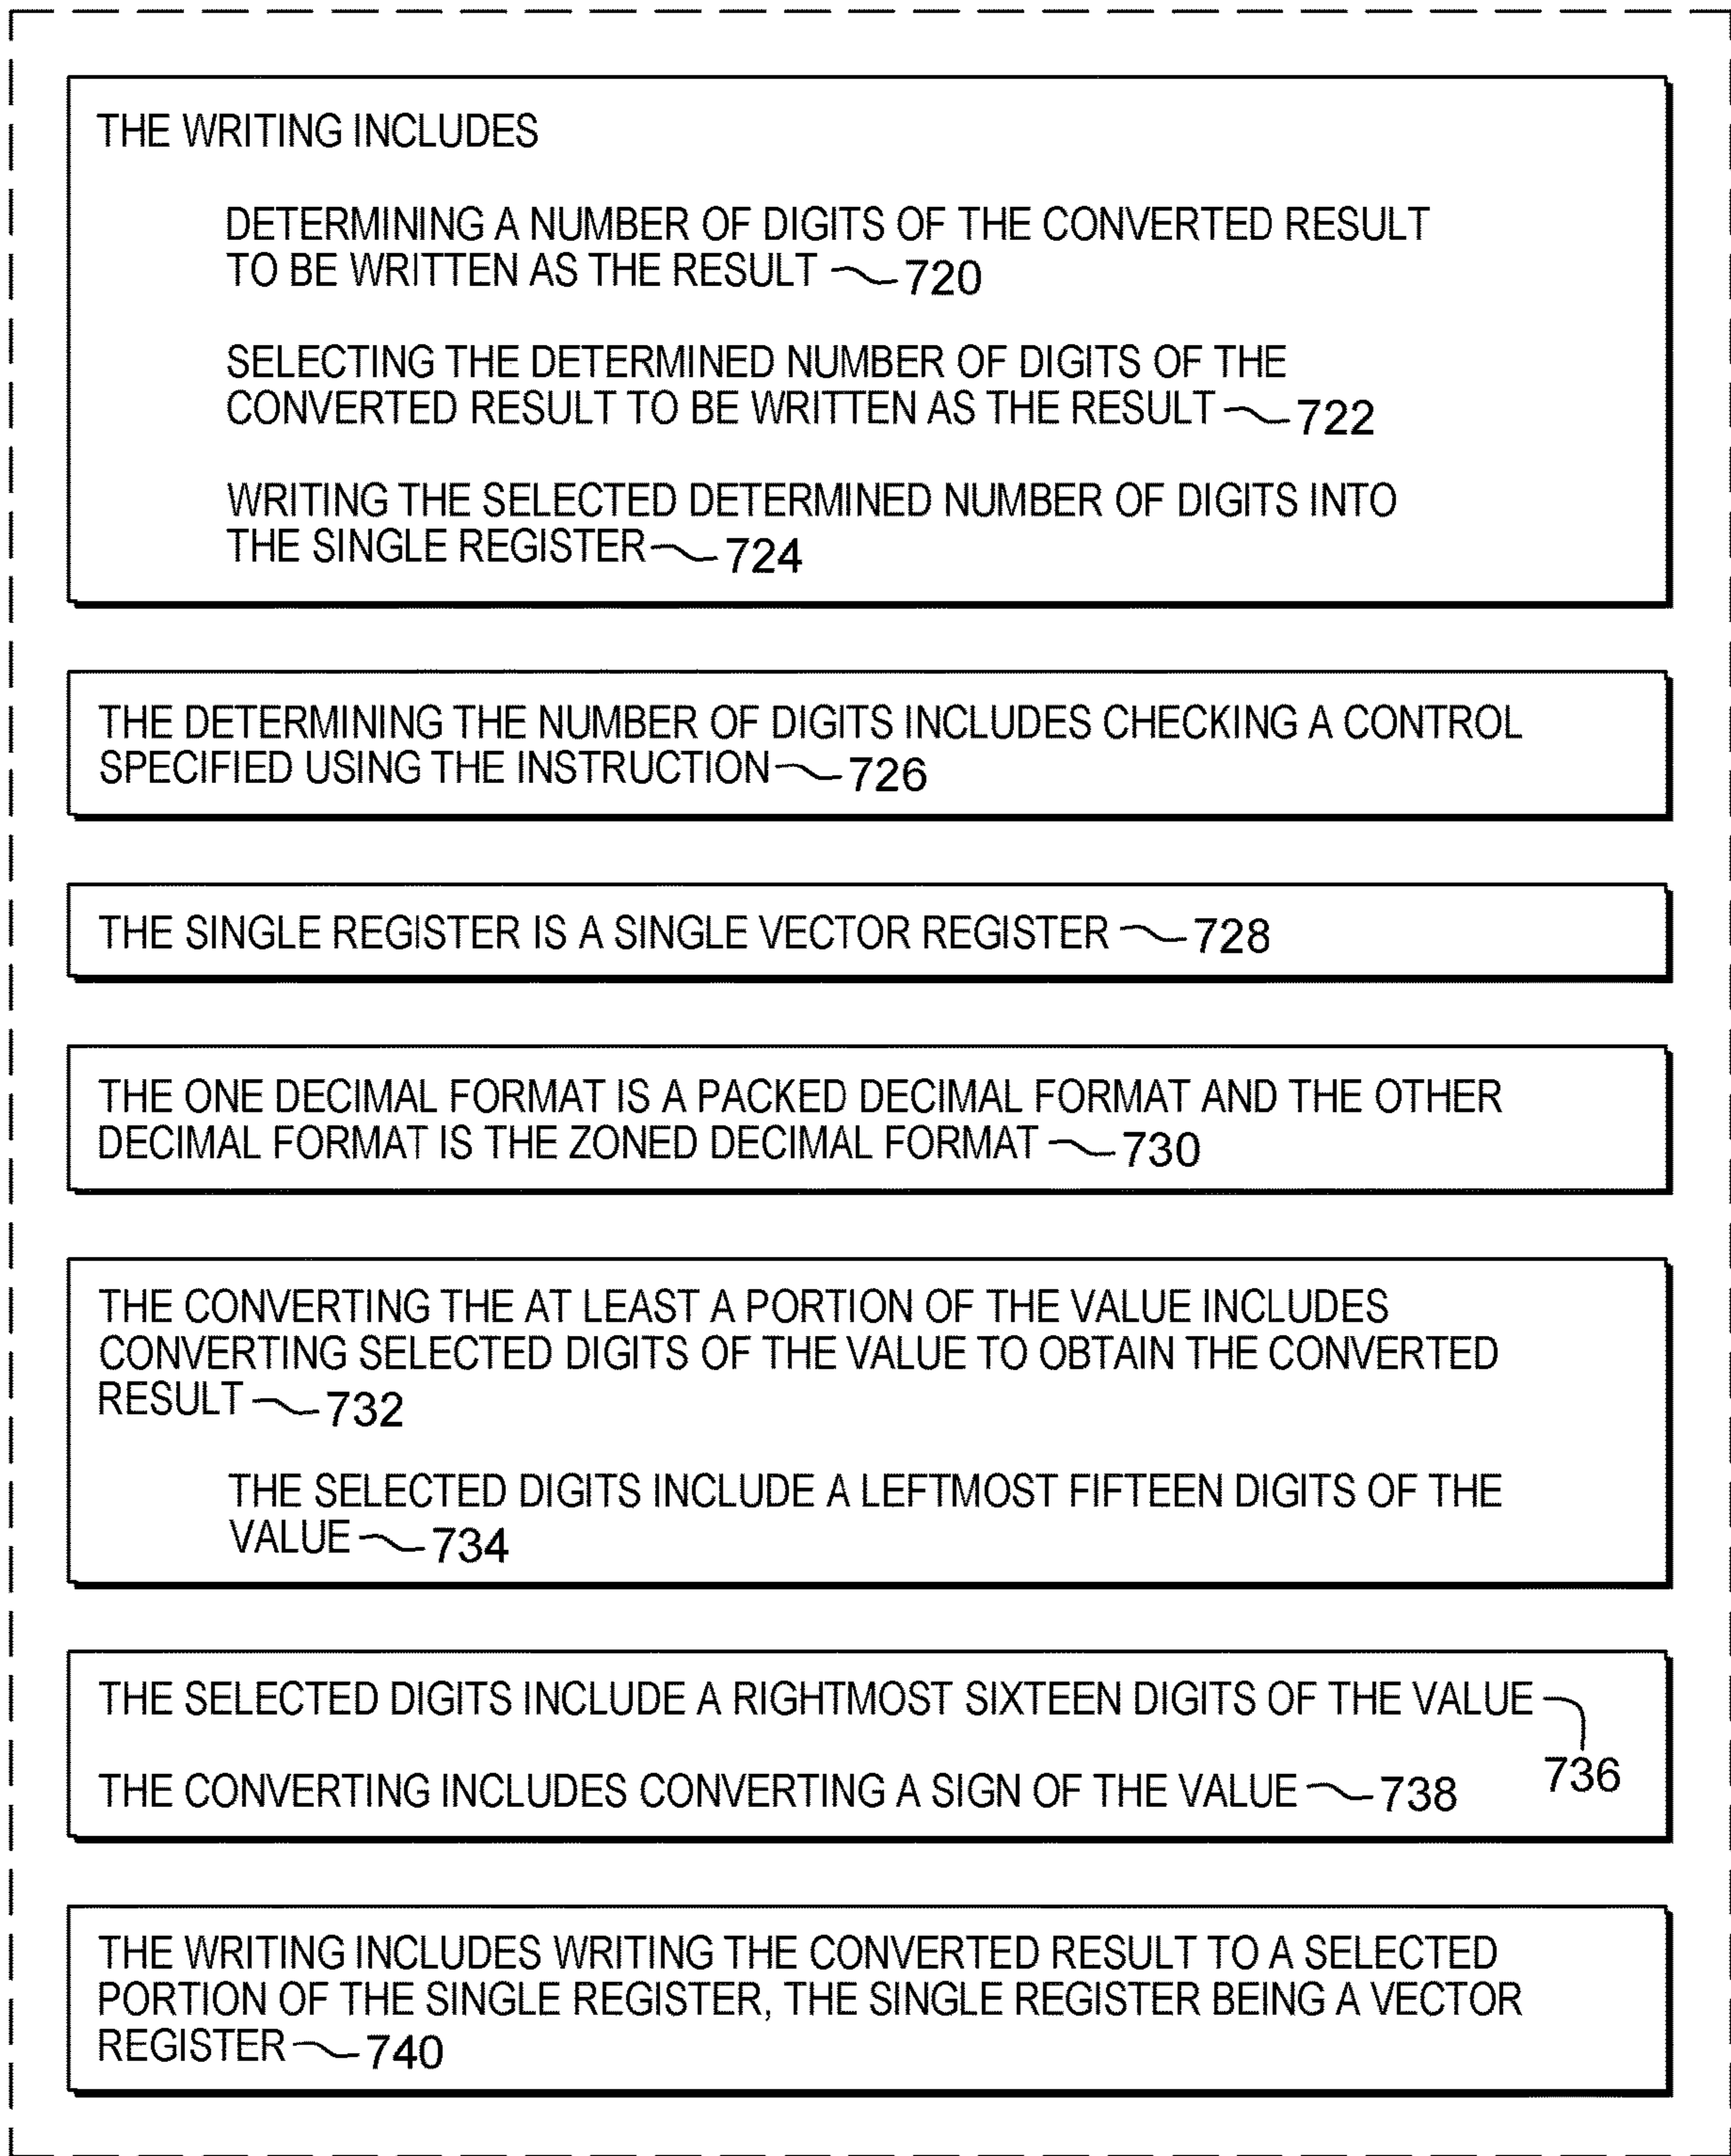 THE WRITING INCLUDES
DETERMINING A NUMBER OF DIGITS OF THE CONVERTED RESULT
TO BE WRITTEN AS THE RESULT 720
SELECTING THE DETERMINED NUMBER OF DIGITS OF THE
CONVERTED RESULT TO BE WRITTEN AS THE RESULT 722
WRITING THE SELECTED DETERMINED NUMBER OF DIGITS INTO
THE SINGLE REGISTER 724
THE DETERMINING THE NUMBER OF DIGITS INCLUDES CHECKING A CONTROL
SPECIFIED USING THE INSTRUCTION 726
THE SINGLE REGISTER IS A SINGLE VECTOR REGISTER 728
THE ONE DECIMAL FORMAT IS A PACKED DECIMAL FORMAT AND THE OTHER
DECIMAL FORMAT IS THE ZONED DECIMAL FORMAT 730
THE CONVERTING THE AT LEAST A PORTION OF THE VALUE INCLUDES
CONVERTING SELECTED DIGITS OF THE VALUE TO OBTAIN THE CONVERTED
RESULT 732
THE SELECTED DIGITS INCLUDE A LEFTMOST FIFTEEN DIGITS OF THE
VALUE 734
THE SELECTED DIGITS INCLUDE A RIGHTMOST SIXTEEN DIGITS OF THE VALUE
736
THE CONVERTING INCLUDES CONVERTING A SIGN OF THE VALUE 738
THE WRITING INCLUDES WRITING THE CONVERTED RESULT TO A SELECTED
PORTION OF THE SINGLE REGISTER, THE SINGLE REGISTER BEING A VECTOR
REGISTER 740